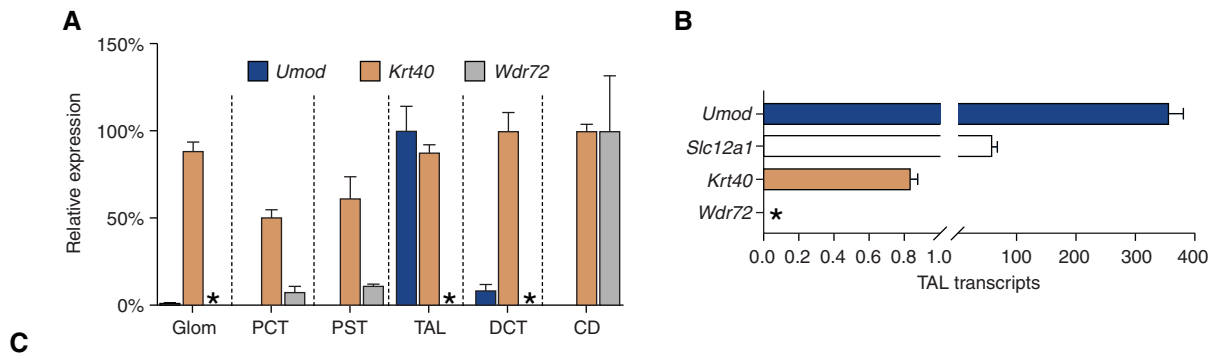 A
150%
100%
50%
0%
Relative expression
Umod Krt40 Wdr72
* * *
Glom PCT PST TAL DCT CD
B
Umod
Slc12a1
Krt40
Wdr72 *
0.0 0.2 0.4 0.6 0.8 1.0 100 200 300 400
TAL transcripts
C